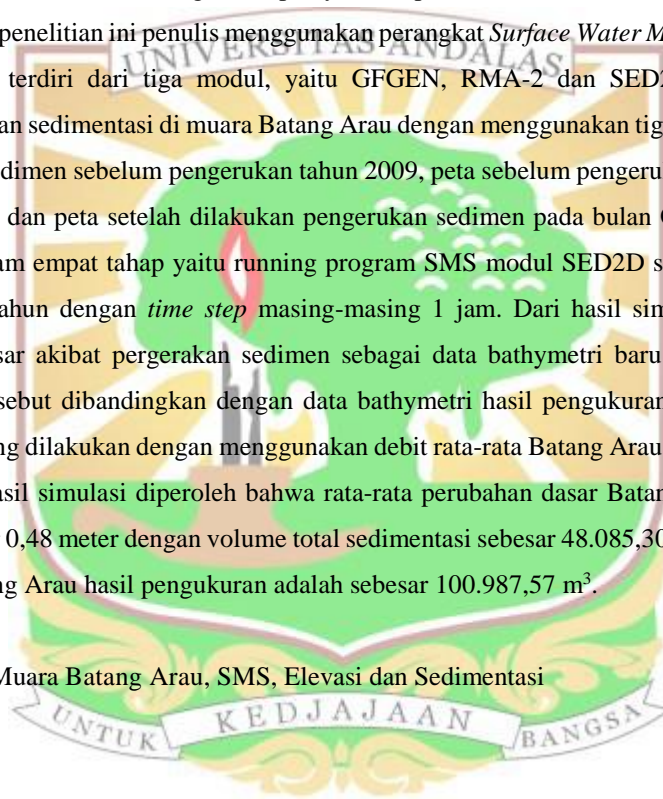 penelitian ini penulis menggunakan perangkat Surface Water M
UNIVERSITAS ANDALAS
terdiri dari tiga modul, yaitu GFGEN, RMA-2 dan SED2
an sedimentasi di muara Batang Arau dengan menggunakan tig
dimen sebelum pengerukan tahun 2009, peta sebelum pengeru
dan peta setelah dilakukan pengerukan sedimen pada bulan
am empat tahap yaitu running program SMS modul SED2D s
ahun dengan time step masing-masing 1 jam. Dari hasil sim
sar akibat pergerakan sedimen sebagai data bathymetri baru
sebut dibandingkan dengan data bathymetri hasil pengukuran
ng dilakukan dengan menggunakan debit rata-rata Batang Arau
asil simulasi diperoleh bahwa rata-rata perubahan dasar Batan
0,48 meter dengan volume total sedimentasi sebesar 48.085,30
ng Arau hasil pengukuran adalah sebesar 100.987,57 m³.
Muara Batang Arau, SMS, Elevasi dan Sedimentasi
UNTUK KEDJAJAAN BANGSA